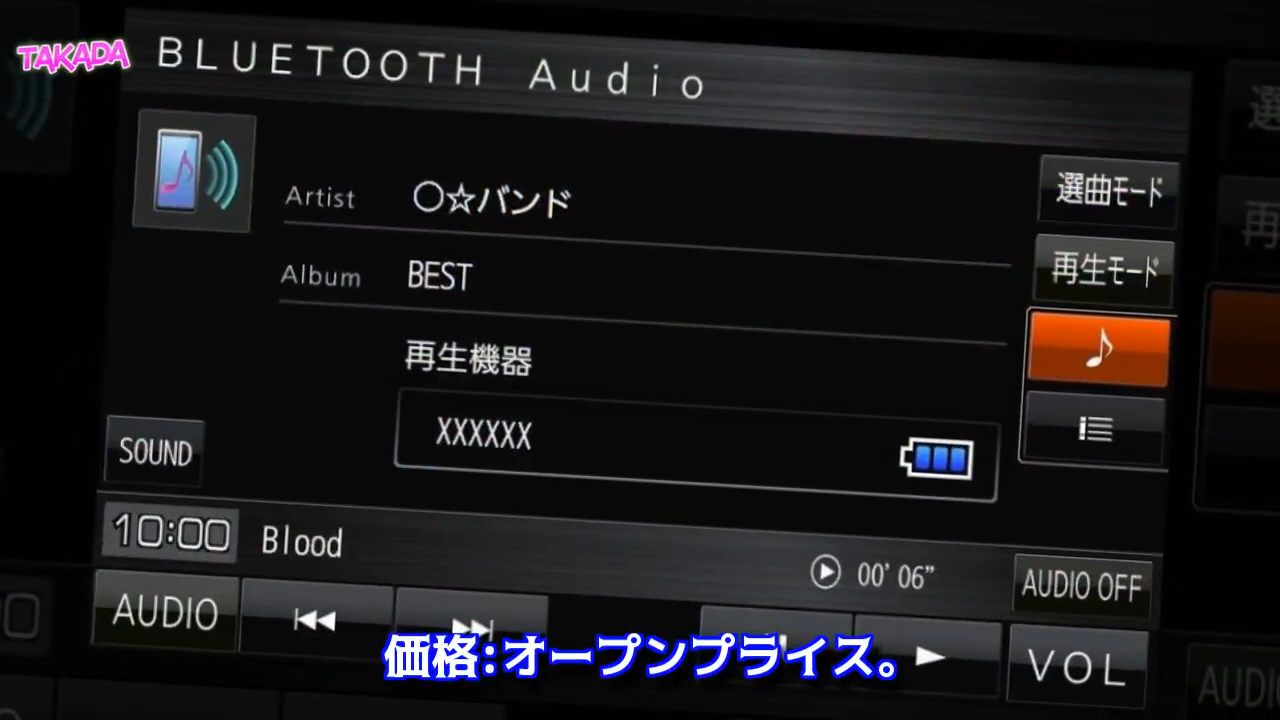 TAKADA
BLUETOOTH Audio
Artist ○☆バンド
選曲モード
Album BEST
再生モード
再生機器
XXXXXX
SOUND
10:00 Blood
00' 06"
AUDIO OFF
AUDIO
VOL
価格:オープンプライス。